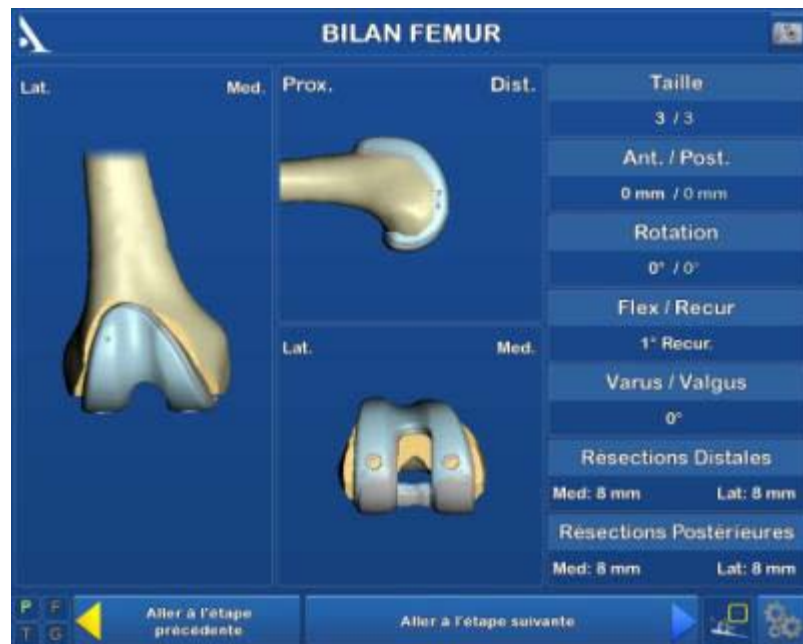 BILAN FEMUR
Lat. Med.
Prox. Dist.
Lat. Med.
Taille
3 / 3
Ant. / Post.
0 mm / 0 mm
Rotation
0° / 0°
Flex / Recur
1° Recur.
Varus / Valgus
0°
Résections Distales
Med: 8 mm Lat: 8 mm
Résections Postérieures
Med: 8 mm Lat: 8 mm
P F
T G
Aller à l'étape
précédente
Aller à l'étape suivante